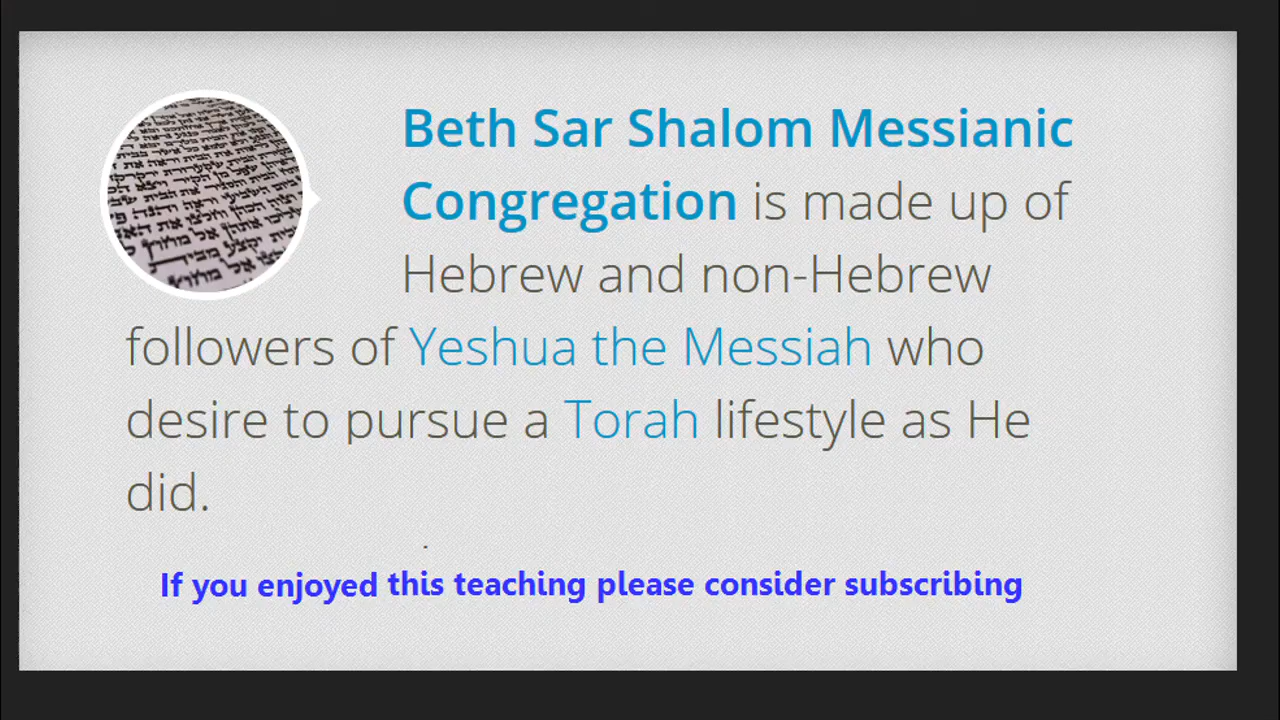 Beth Sar Shalom Messianic
Congregation is made up of
Hebrew and non-Hebrew
followers of Yeshua the Messiah who
desire to pursue a Torah lifestyle as He
did.
If you enjoyed this teaching please consider subscribing